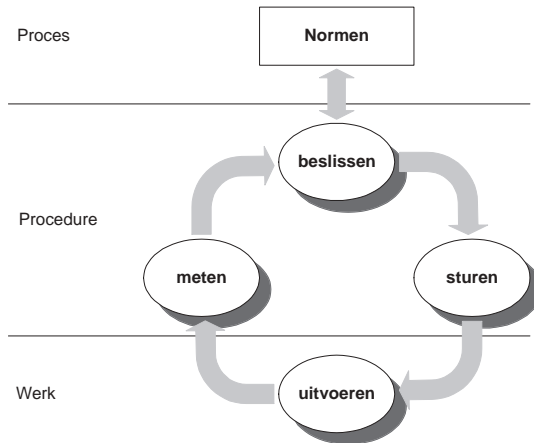 Proces
Normen
beslissen
Procedure
meten
sturen
Werk
uitvoeren